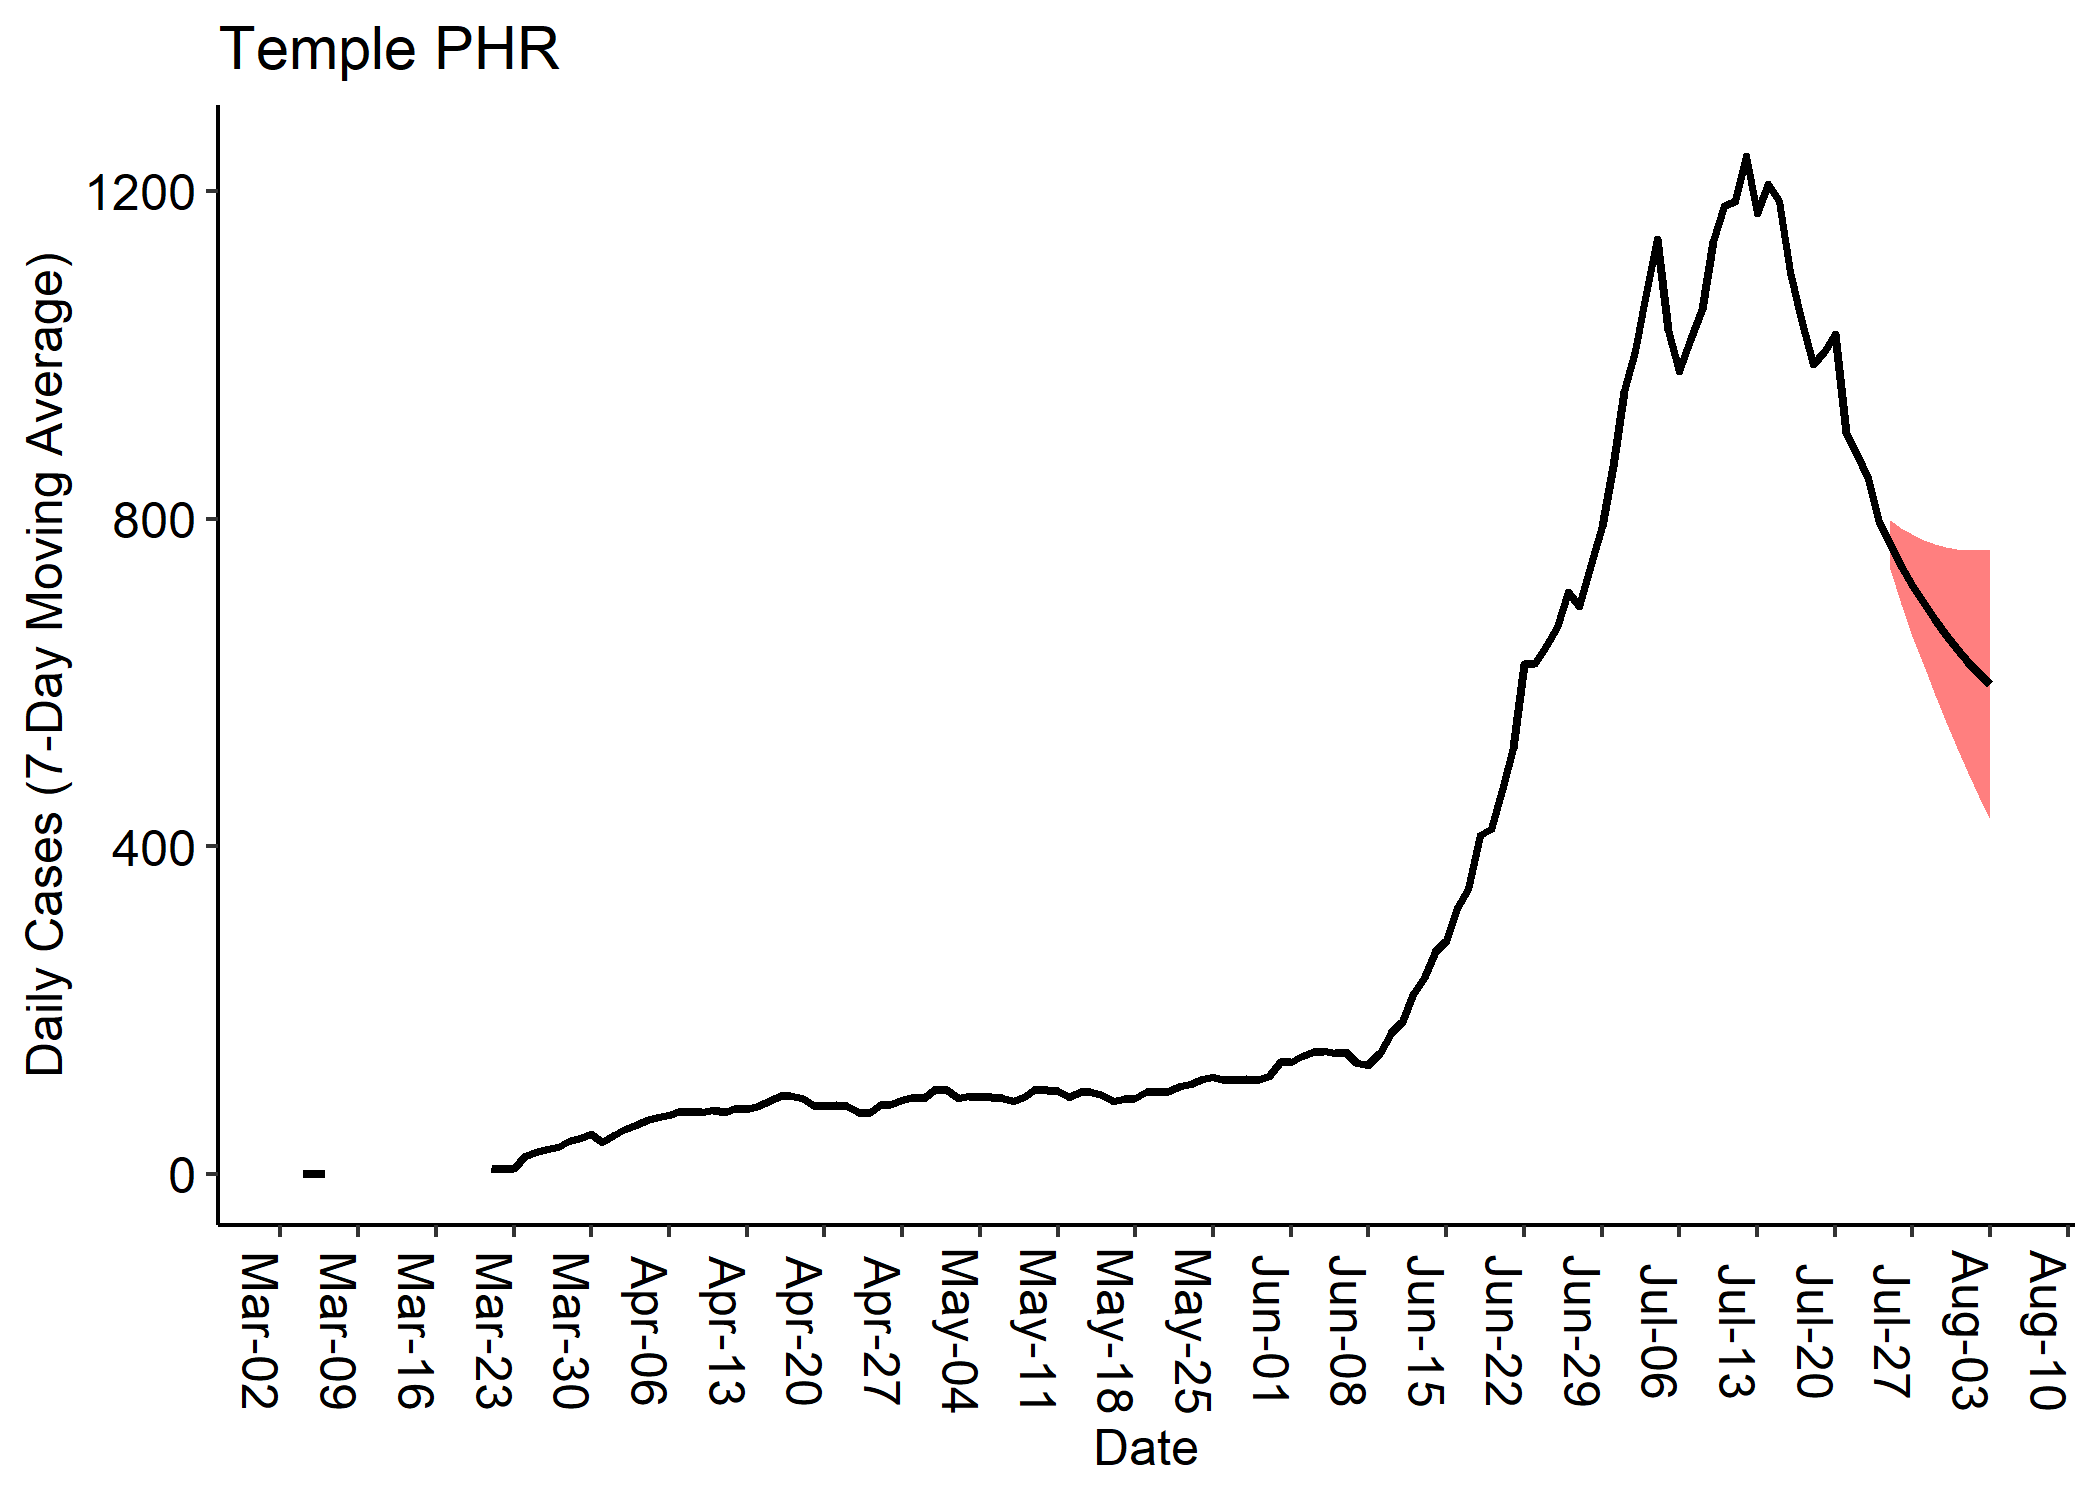 Temple PHR
Daily Cases (7-Day Moving Average)
1200
800
400
0
Mar-02
Mar-09
Mar-16
Mar-23
Mar-30
Apr-06
Apr-13
Apr-20
Apr-27
May-04
May-11
May-18
May-25
Jun-01
Jun-08
Jun-15
Jun-22
Jun-29
Jul-06
Jul-13
Jul-20
Jul-27
Aug-03
Aug-10
Date